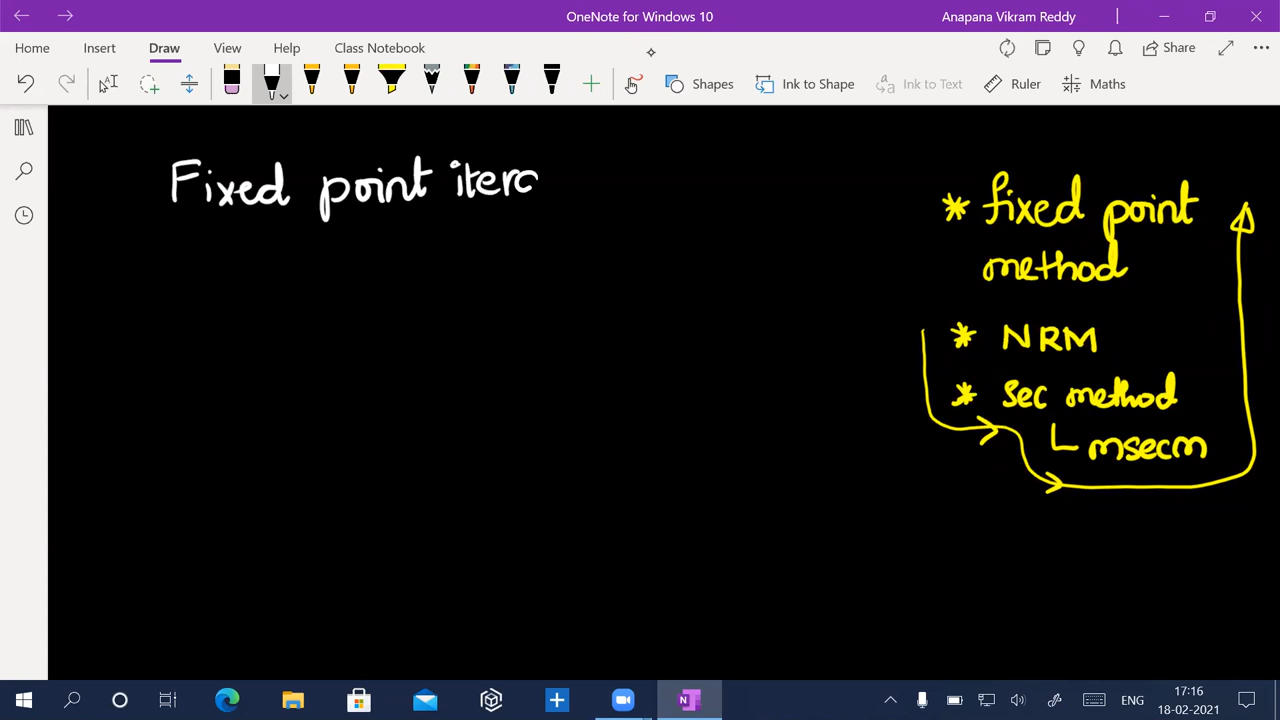 OneNote for Windows 10
Anapana Vikram Reddy
Home Insert Draw View Help Class Notebook
Share
Shapes Ink to Shape Ink to Text Ruler Maths
Fixed point itera
* fixed point
method
* NRM
* Sec method
msecm
ENG
17:16
18-02-2021